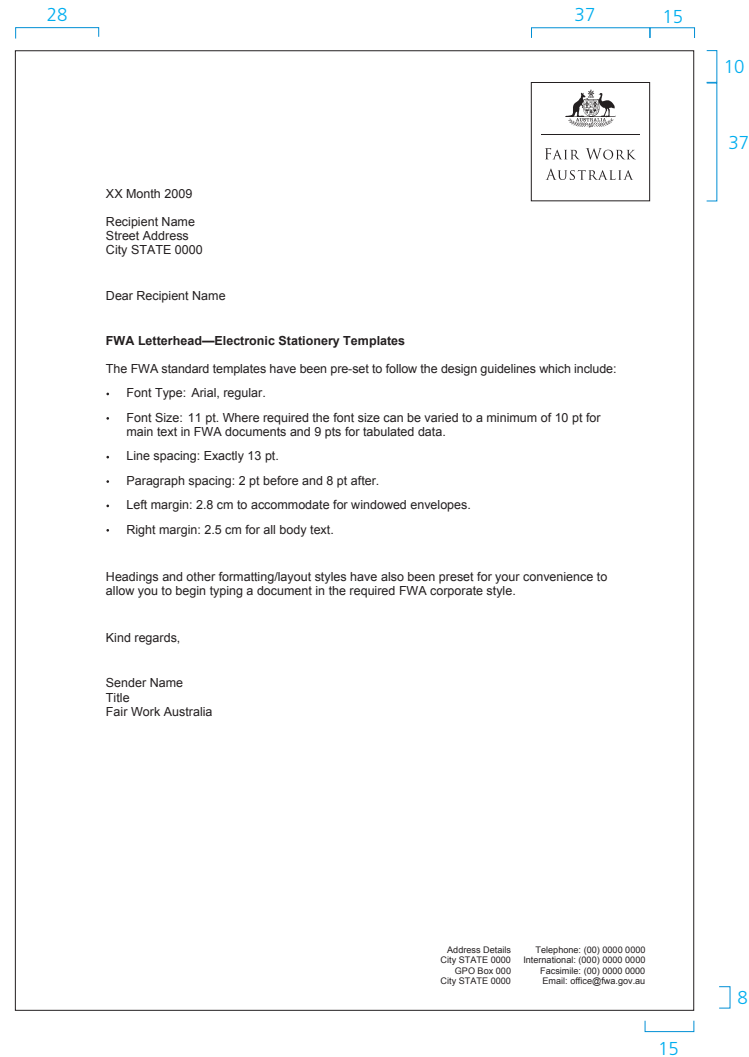 28
37
15
10
37
AUSTRALIA
FAIR WORK
AUSTRALIA
XX Month 2009
Recipient Name
Street Address
City STATE 0000
Dear Recipient Name
FWA Letterhead—Electronic Stationery Templates
The FWA standard templates have been pre-set to follow the design guidelines which include:
• Font Type: Arial, regular.
• Font Size: 11 pt. Where required the font size can be varied to a minimum of 10 pt for
main text in FWA documents and 9 pts for tabulated data.
• Line spacing: Exactly 13 pt.
• Paragraph spacing: 2 pt before and 8 pt after.
• Left margin: 2.8 cm to accommodate for windowed envelopes.
• Right margin: 2.5 cm for all body text.
Headings and other formatting/layout styles have also been preset for your convenience to
allow you to begin typing a document in the required FWA corporate style.
Kind regards,
Sender Name
Title
Fair Work Australia
Address Details Telephone: (00) 0000 0000
City STATE 0000 International: (000) 0000 0000
GPO Box 000 Facsimile: (00) 0000 0000
City STATE 0000 Email: office@fwa.gov.au
8
15